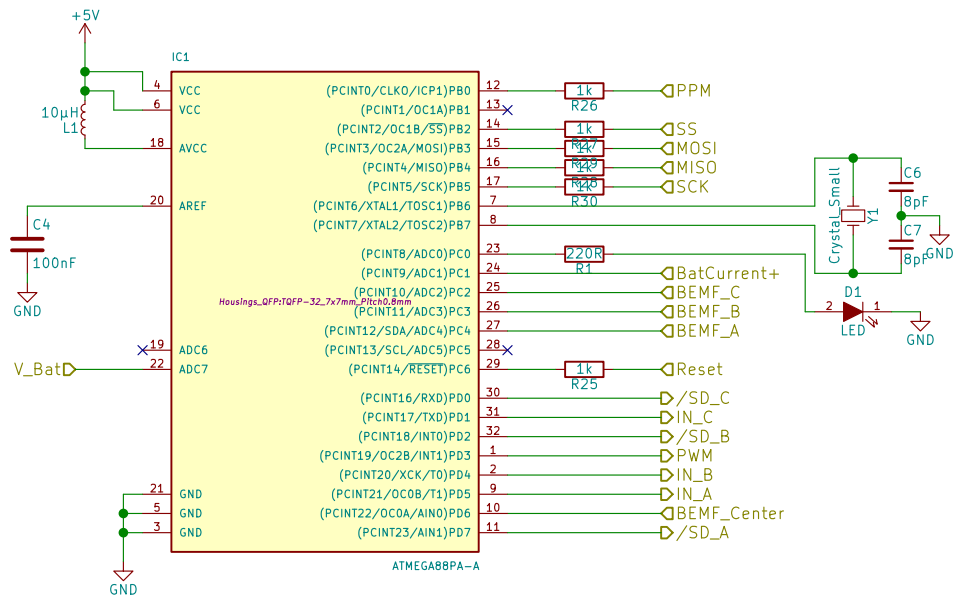 +5V
IC1
4 VCC (PCINT0/CLKO/ICP1)PB0 12 1k PPM
R26
6 VCC (PCINT1/OC1A)PB1 13
10µH
L1
(PCINT2/OC1B/SS)PB2 14 1k SS
R27
18 AVCC (PCINT3/OC2A/MOSI)PB3 15 1k MOSI
R29
(PCINT4/MISO)PB4 16 1k MISO
R28
(PCINT5/SCK)PB5 17 1k SCK
R30
20 AREF (PCINT6/XTAL1/TOSC1)PB6 7
(PCINT7/XTAL2/TOSC2)PB7 8
Crystal_Small
Y1
C6
8pF
C7
8pF
GND
C4
100nF
GND
(PCINT8/ADC0)PC0 23 220R
R1
(PCINT9/ADC1)PC1 24 BatCurrent+
(PCINT10/ADC2)PC2 25 BEMF_C
Housings_QFP:TQFP-32_7x7mm_Pitch0.8mm
(PCINT11/ADC3)PC3 26 BEMF_B
(PCINT12/SDA/ADC4)PC4 27 BEMF_A
D1
2 1
LED
GND
19 ADC6 (PCINT13/SCL/ADC5)PC5 28
V_Bat 22 ADC7 (PCINT14/RESET)PC6 29 1k Reset
R25
(PCINT16/RXD)PD0 30 /SD_C
(PCINT17/TXD)PD1 31 IN_C
(PCINT18/INT0)PD2 32 /SD_B
(PCINT19/OC2B/INT1)PD3 1 PWM
(PCINT20/XCK/T0)PD4 2 IN_B
21 GND (PCINT21/OC0B/T1)PD5 9 IN_A
5 GND (PCINT22/OC0A/AIN0)PD6 10 BEMF_Center
3 GND (PCINT23/AIN1)PD7 11 /SD_A
ATMEGA88PA-A
GND